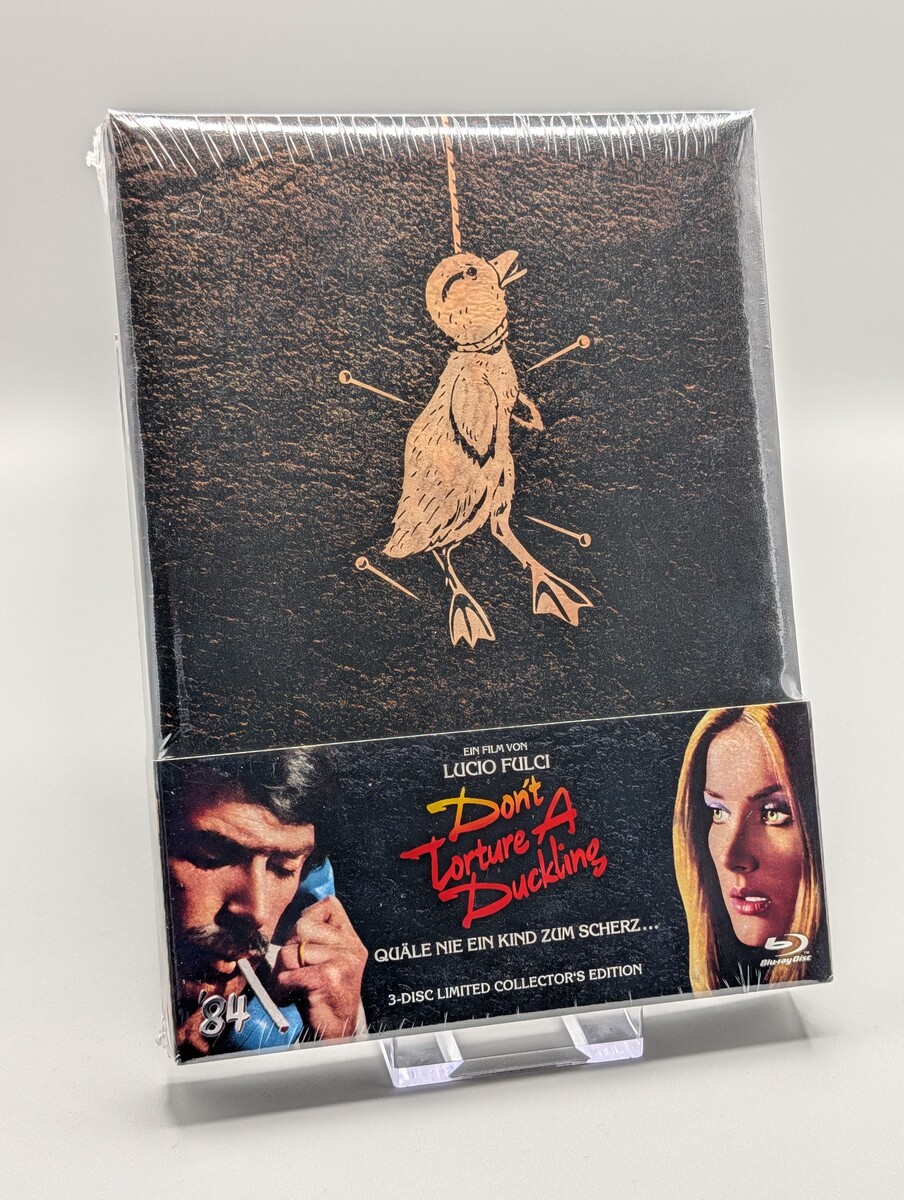 EIN FILM VON
LUCIO FULCI
Don't
Torture A
Duckling
QUÄLE NIE EIN KIND ZUM SCHERZ...
3-DISC LIMITED COLLECTOR'S EDITION
'84
Blu-ray Disc